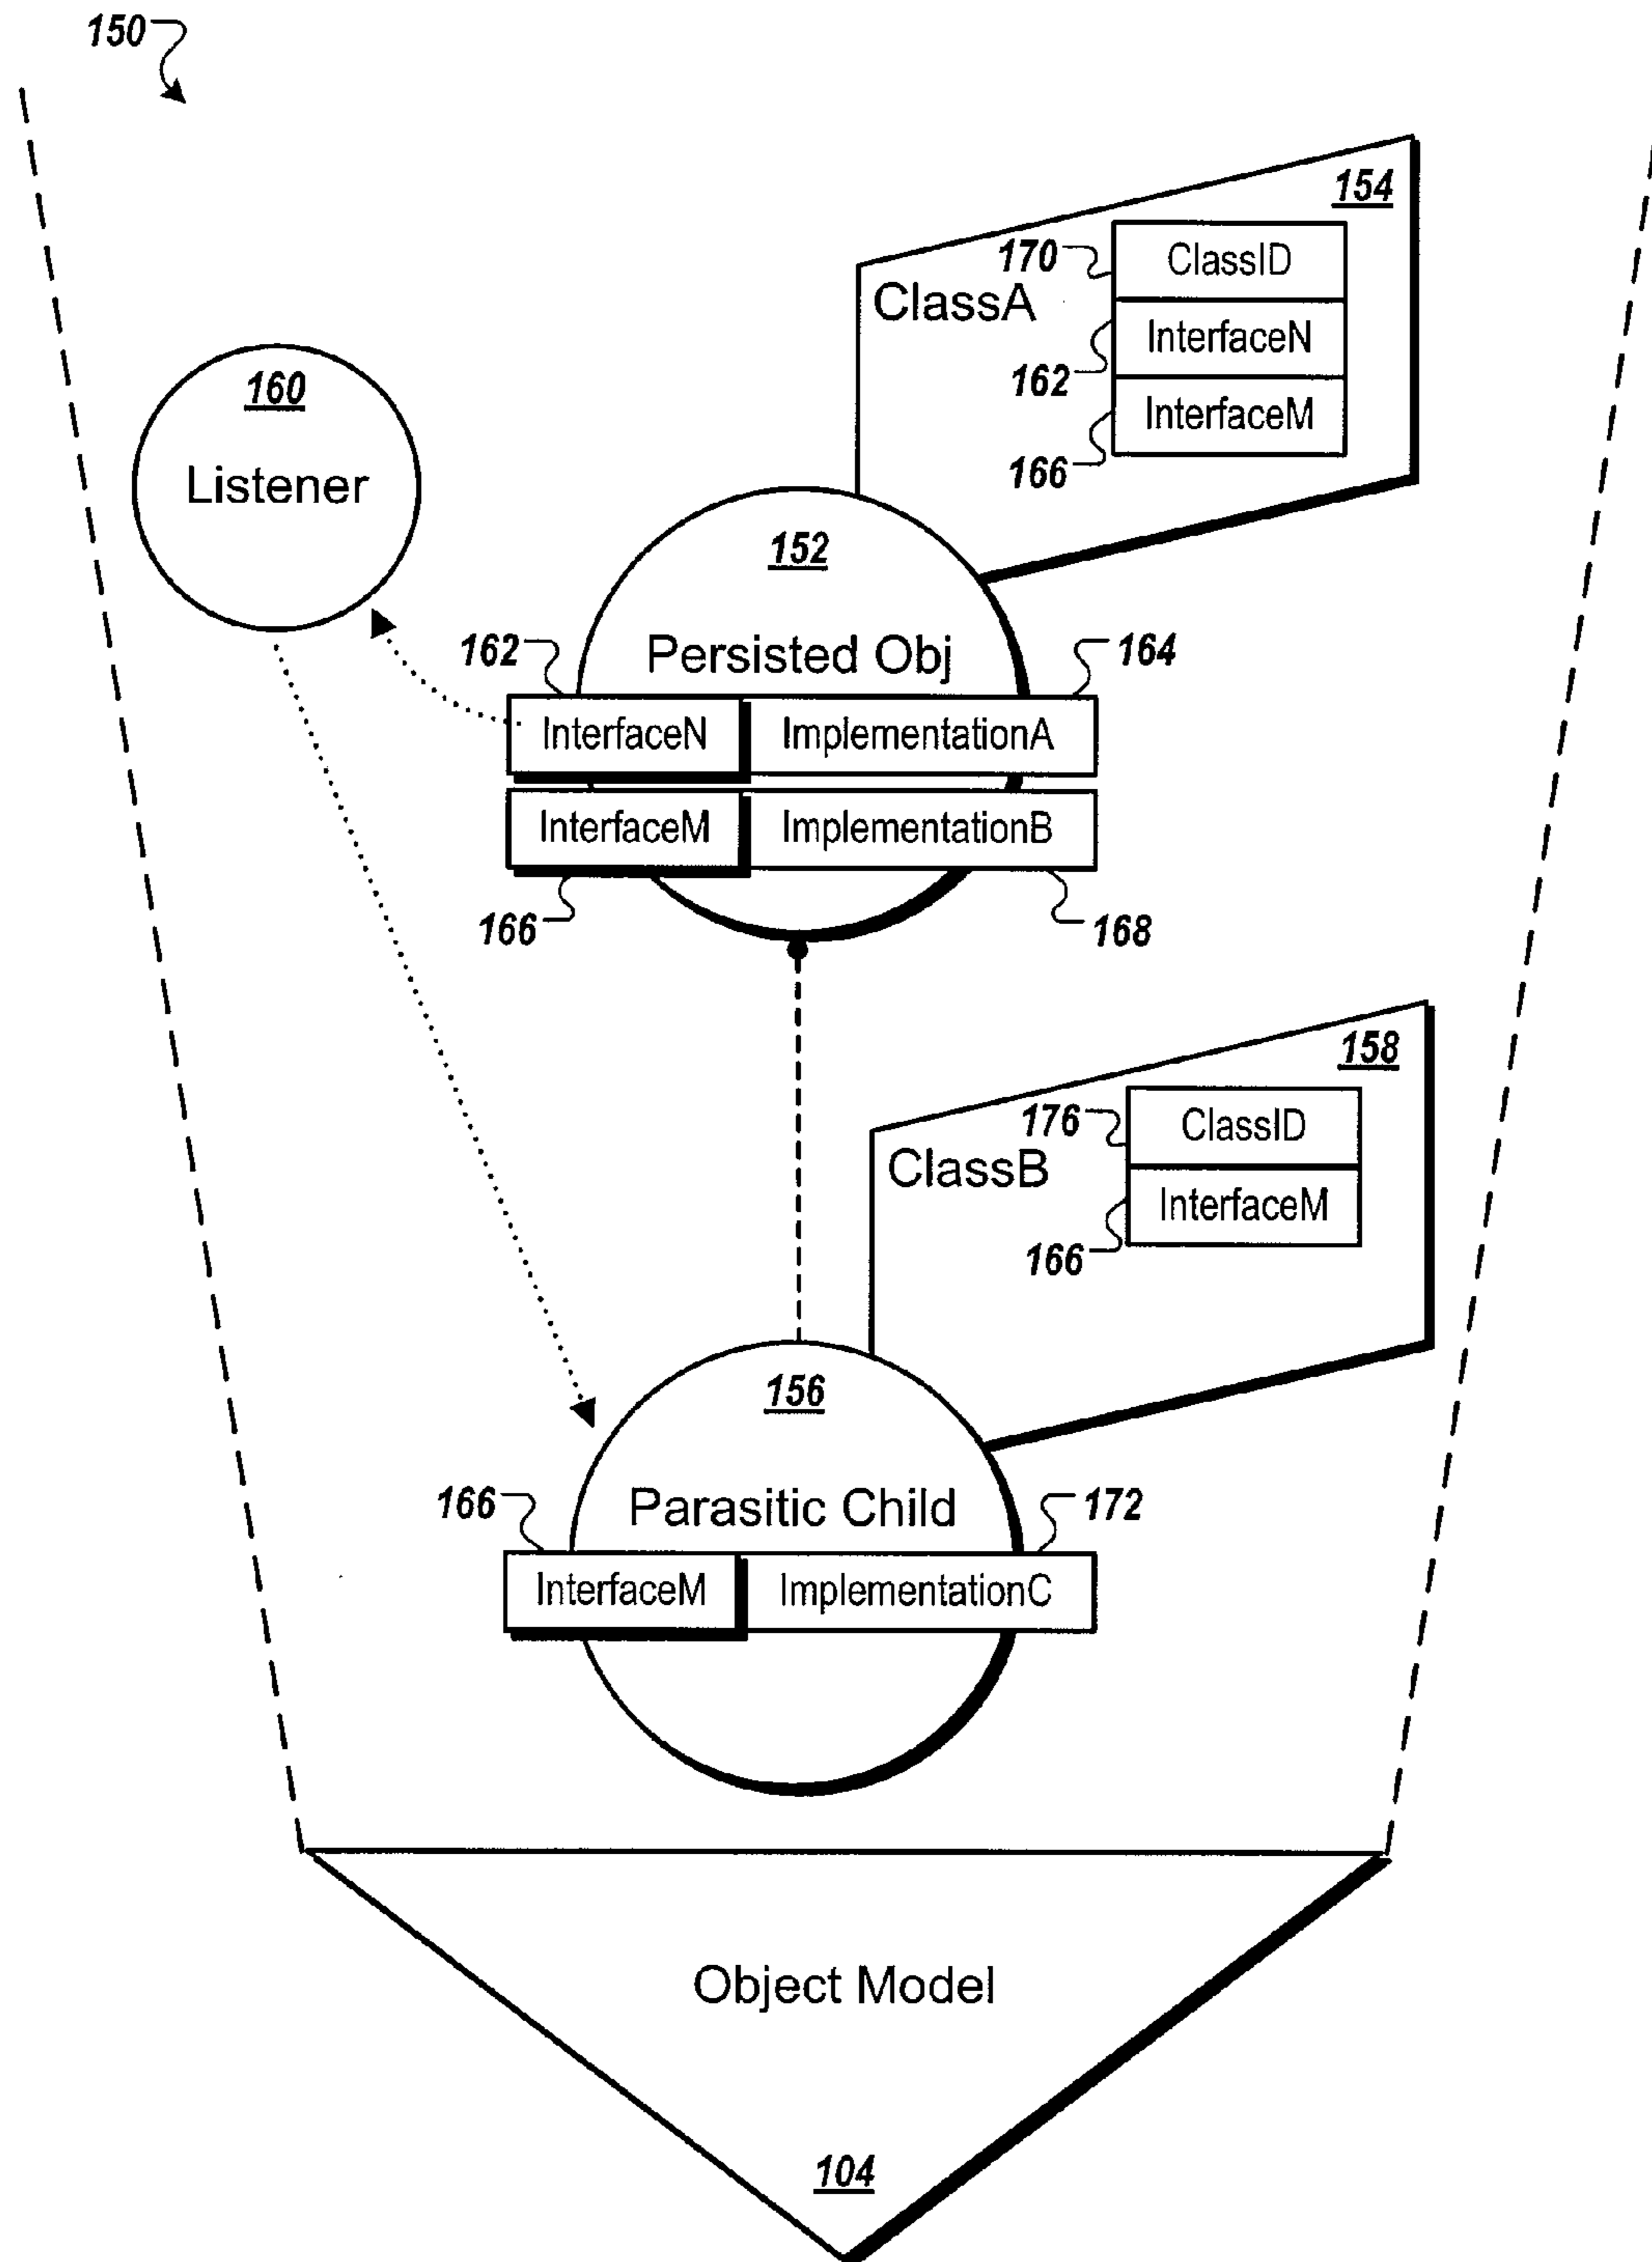 150
154
170
ClassID
ClassA
InterfaceN
162
InterfaceM
166
160
Listener
152
Persisted Obj
162
164
InterfaceN
ImplementationA
InterfaceM
ImplementationB
166
168
158
176
ClassID
ClassB
InterfaceM
166
156
Parasitic Child
166
172
InterfaceM
ImplementationC
Object Model
104